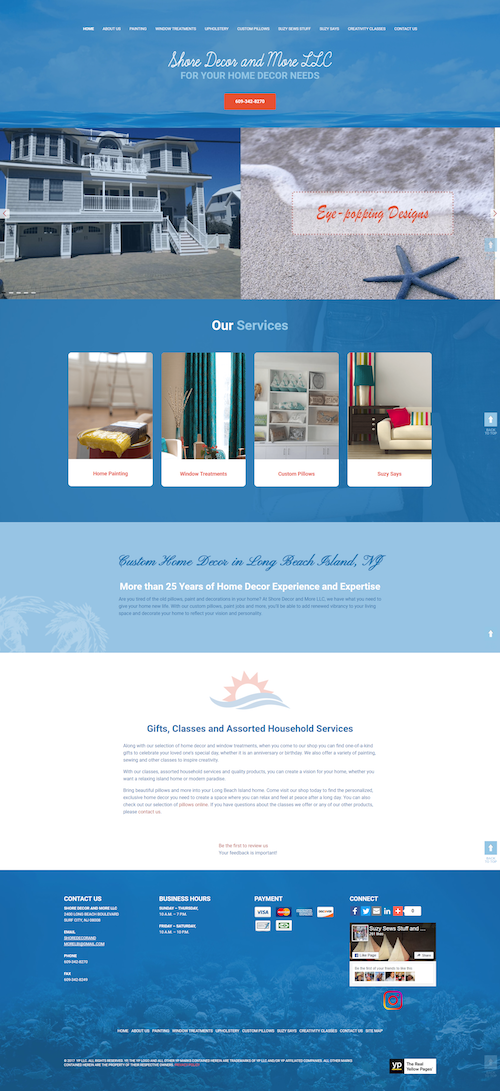 HOME ABOUT US PAINTING WINDOW TREATMENTS UPHOLSTERY CUSTOM PILLOWS SUZY SEWS STUFF SUZY SAYS CREATIVITY CLASSES CONTACT US
Shore Decor and More LLC
FOR YOUR HOME DECOR NEEDS
609-342-8270
Eye-popping Designs
Our Services
Home Painting
Window Treatments
Custom Pillows
Suzy Says
BACK
TO TOP
Custom Home Decor in Long Beach Island, NJ
More than 25 Years of Home Decor Experience and Expertise
Are you tired of the old pillows, paint and decorations in your home? At Shore Decor and More LLC, we have what you need to
give your home new life. With our custom pillows, paint jobs and more, you'll be able to add renewed vibrancy to your living
space and decorate your home to reflect your vision and personality.
Gifts, Classes and Assorted Household Services
Along with our selection of home decor and window treatments, when you come to our shop you can find one-of-a-kind
gifts to celebrate your loved one's special day, whether it is an anniversary or birthday. We also offer a variety of painting,
sewing and other classes to inspire creativity.
With our classes, assorted household services and quality products, you can create a vision for your home, whether you
want a relaxing island home or modern paradise.
Bring beautiful pillows and more into your Long Beach Island home. Come visit our shop today to find the personalized,
exclusive home decor you need to create a space where you can relax and feel at peace after a long day. You can also
check out our selection of pillows online. If you have questions about the classes we offer or any of our other products,
please contact us.
Be the first to review us
Your feedback is important!
BACK
TO TOP
CONTACT US
SHORE DECOR AND MORE LLC
2400 LONG BEACH BOULEVARD
SURF CITY, NJ 08006
EMAIL
SHOREDECORAND
MORELBI@GMAIL.COM
PHONE
609-342-8270
FAX
609-342-8249
BUSINESS HOURS
SUNDAY – THURSDAY,
10 A.M. – 7 P.M.
FRIDAY – SATURDAY,
10 A.M. – 10 P.M.
PAYMENT
VISA
MasterCard
DISCOVER
CONNECT
0
Suzy Sews Stuff and ...
261 likes
Like Page
Share
Be the first of your friends to like this
HOME ABOUT US PAINTING WINDOW TREATMENTS UPHOLSTERY CUSTOM PILLOWS SUZY SAYS CREATIVITY CLASSES CONTACT US SITE MAP
© 2017 YP LLC. ALL RIGHTS RESERVED. YP, THE YP LOGO AND ALL OTHER YP MARKS CONTAINED HEREIN ARE TRADEMARKS OF YP LLC AND/OR YP AFFILIATED COMPANIES. ALL OTHER MARKS
CONTAINED HEREIN ARE THE PROPERTY OF THEIR RESPECTIVE OWNERS. PRIVACY POLICY
YP
The Real
Yellow Pages